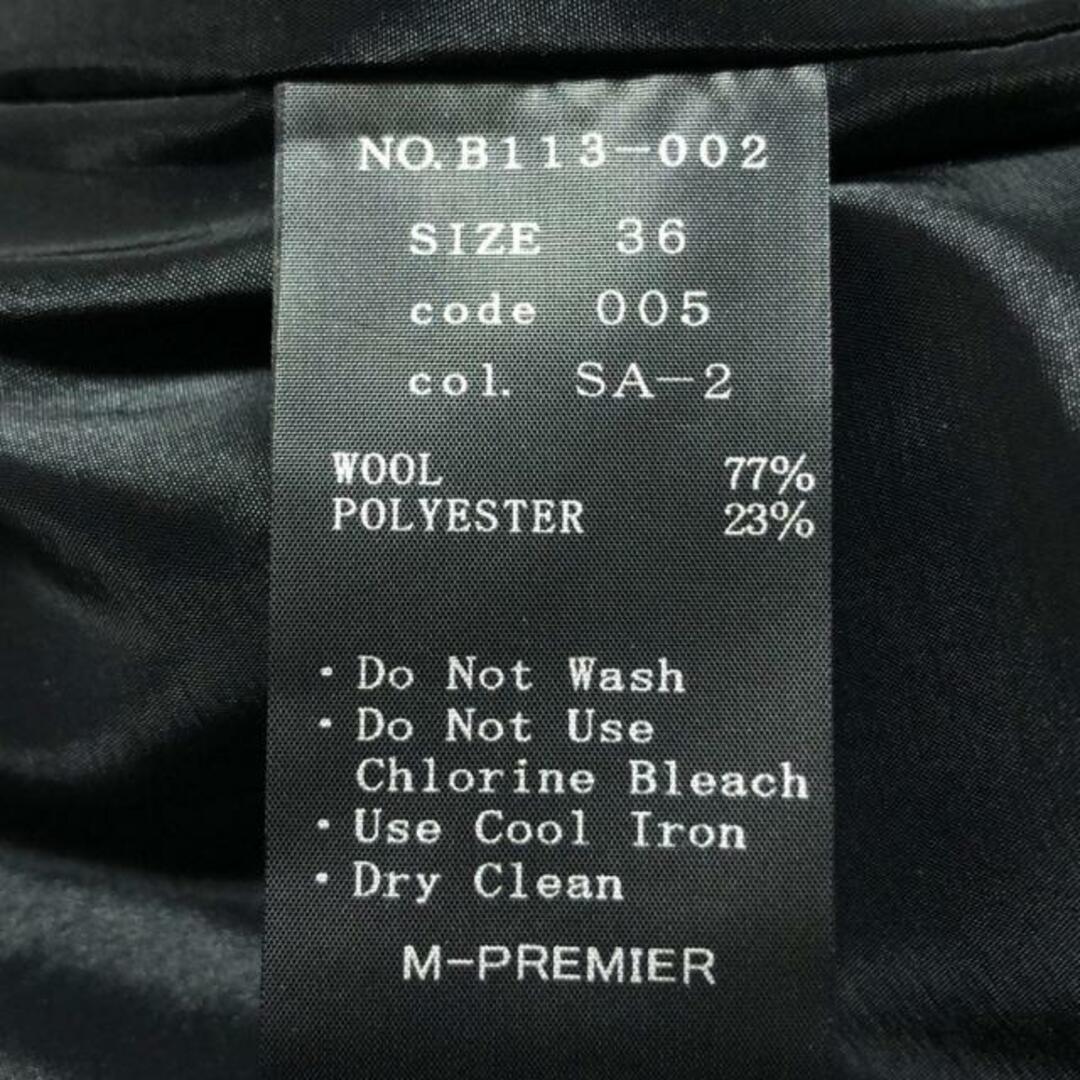 NO.B113-002
SIZE 36
code 005
col. SA-2
WOOL 77%
POLYESTER 23%
・Do Not Wash
・Do Not Use
Chlorine Bleach
・Use Cool Iron
・Dry Clean
M-PREMIER